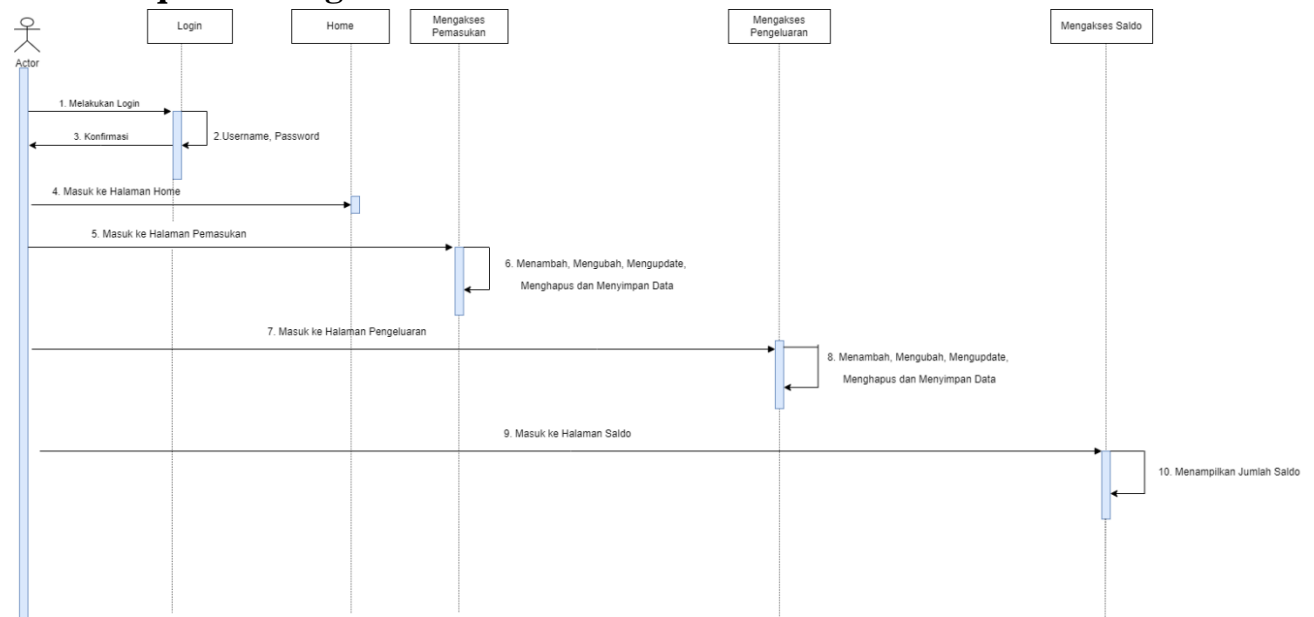 Login
Home
Mengakses
Pemasukan
Mengakses
Pengeluaran
Mengakses Saldo
Actor
1. Melakukan Login
2.Username, Password
3. Konfirmasi
4. Masuk ke Halaman Home
5. Masuk ke Halaman Pemasukan
6. Menambah, Mengubah, Mengupdate,
Menghapus dan Menyimpan Data
7. Masuk ke Halaman Pengeluaran
8. Menambah, Mengubah, Mengupdate,
Menghapus dan Menyimpan Data
9. Masuk ke Halaman Saldo
10. Menampilkan Jumlah Saldo